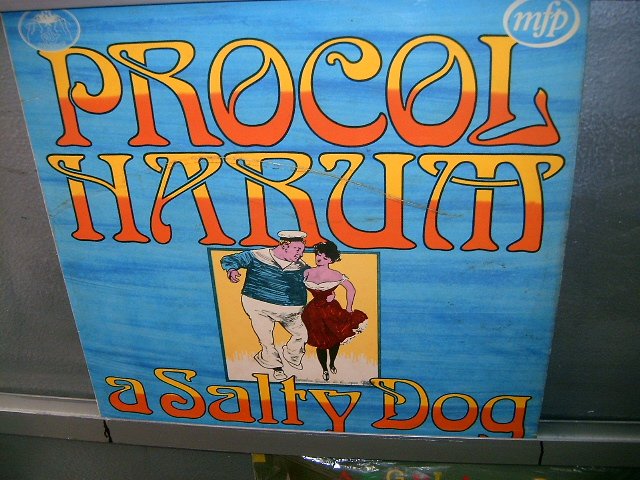 mfp
PROCOL
HARUM
a Salty Dog